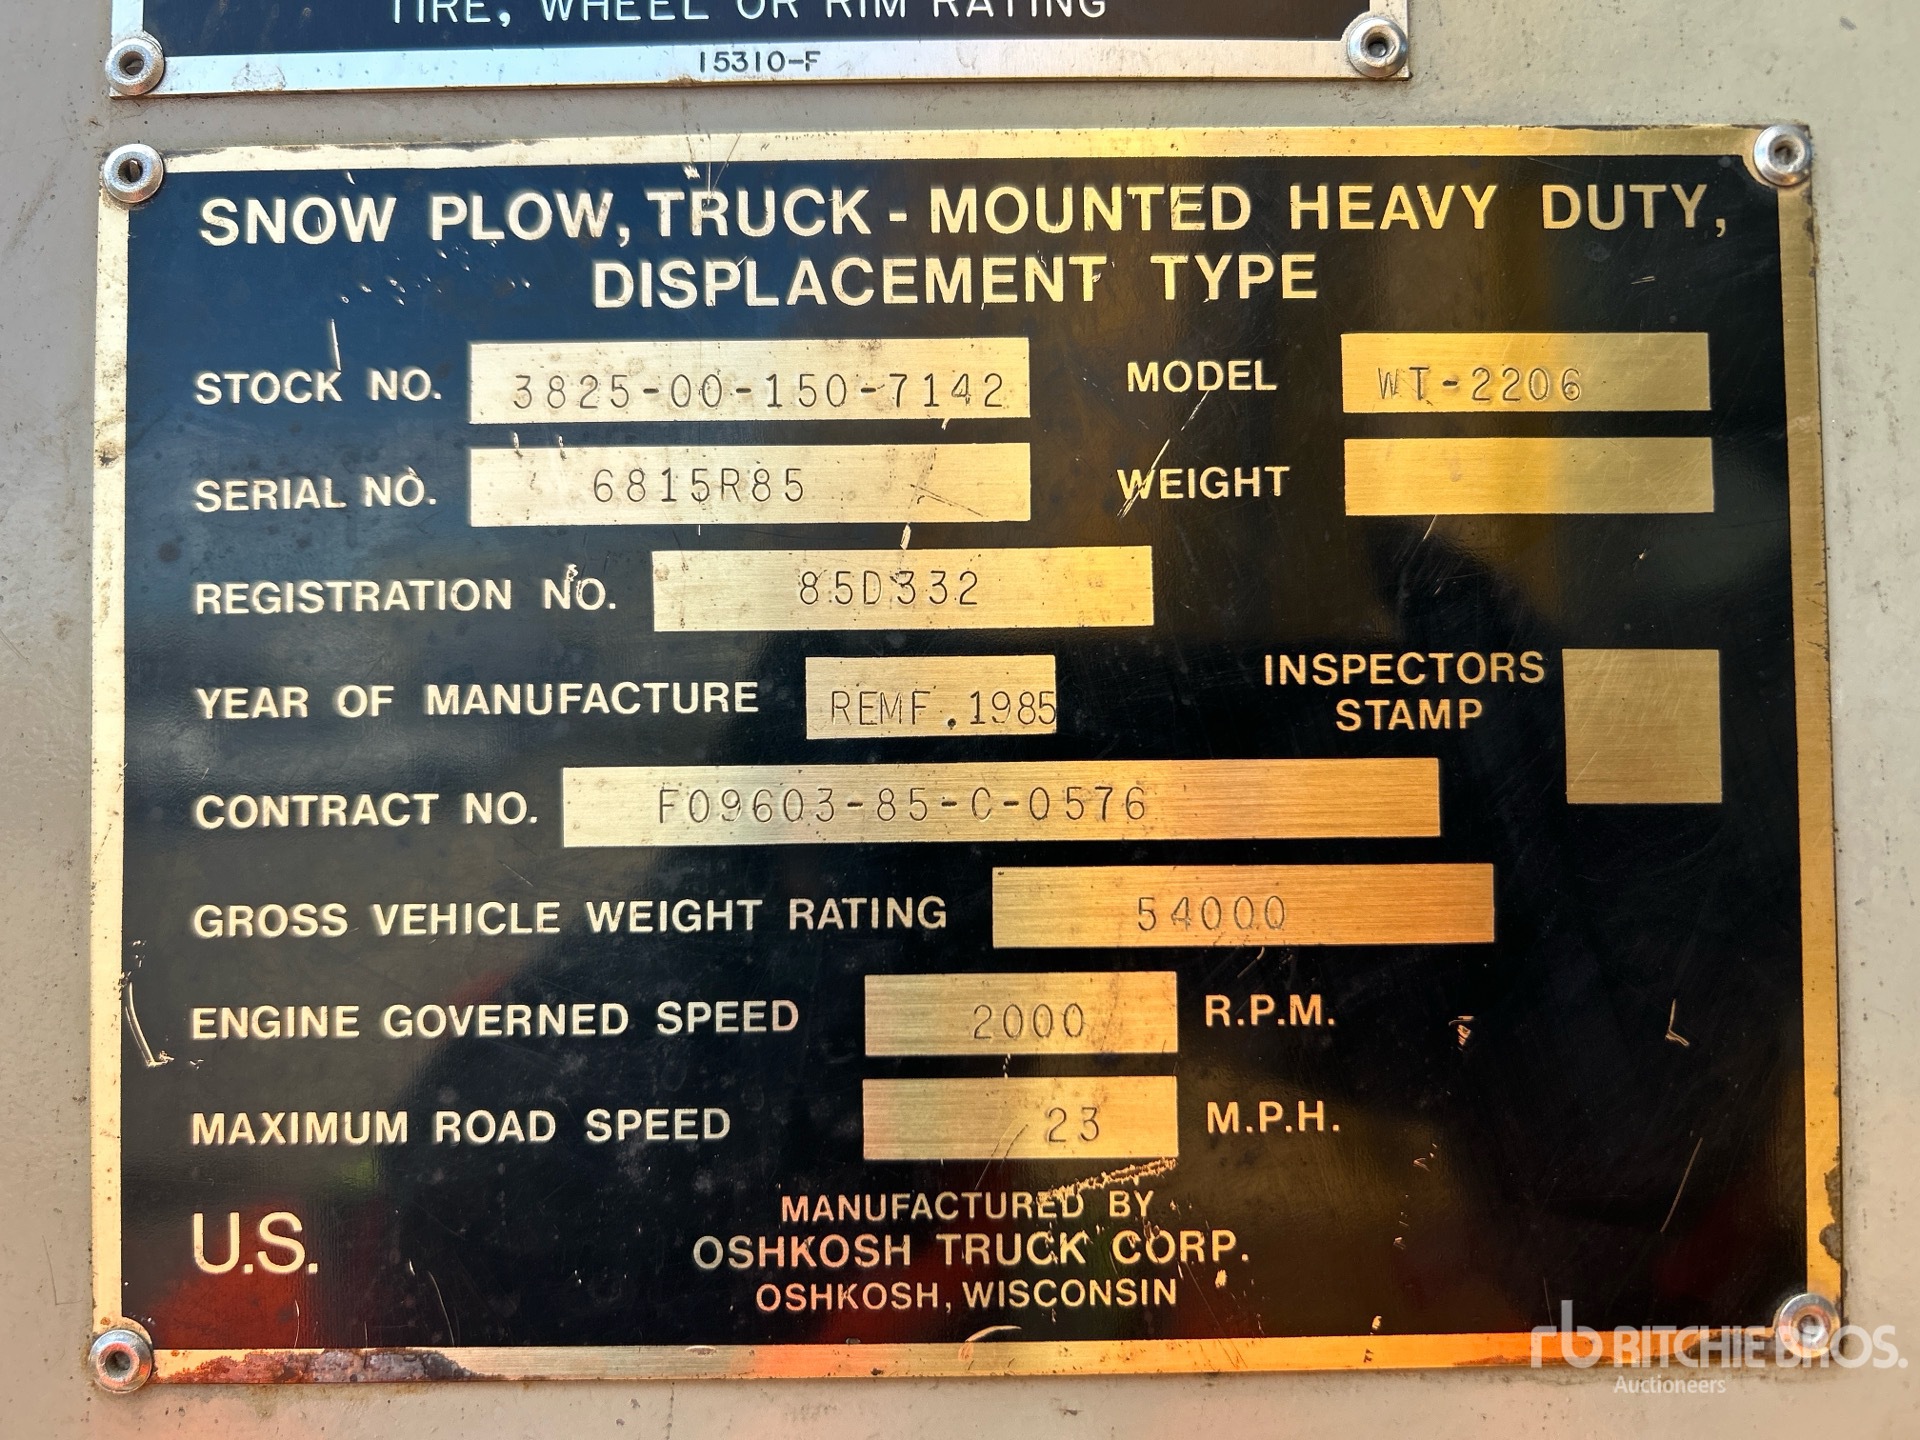 TIRE, WHEEL OR RIM RATING
15310-F
SNOW PLOW, TRUCK - MOUNTED HEAVY DUTY,
DISPLACEMENT TYPE
STOCK NO. 3825-00-150-7142 MODEL WT-2206
SERIAL NO. 6815R85 WEIGHT
REGISTRATION NO. 85D332
YEAR OF MANUFACTURE REMF.1985 INSPECTORS
STAMP
CONTRACT NO. F09603-85-C-0576
GROSS VEHICLE WEIGHT RATING 54000
ENGINE GOVERNED SPEED 2000 R.P.M.
MAXIMUM ROAD SPEED 23 M.P.H.
U.S.
MANUFACTURED BY
OSHKOSH TRUCK CORP.
OSHKOSH, WISCONSIN
rb RITCHIE BROS.
Auctioneers